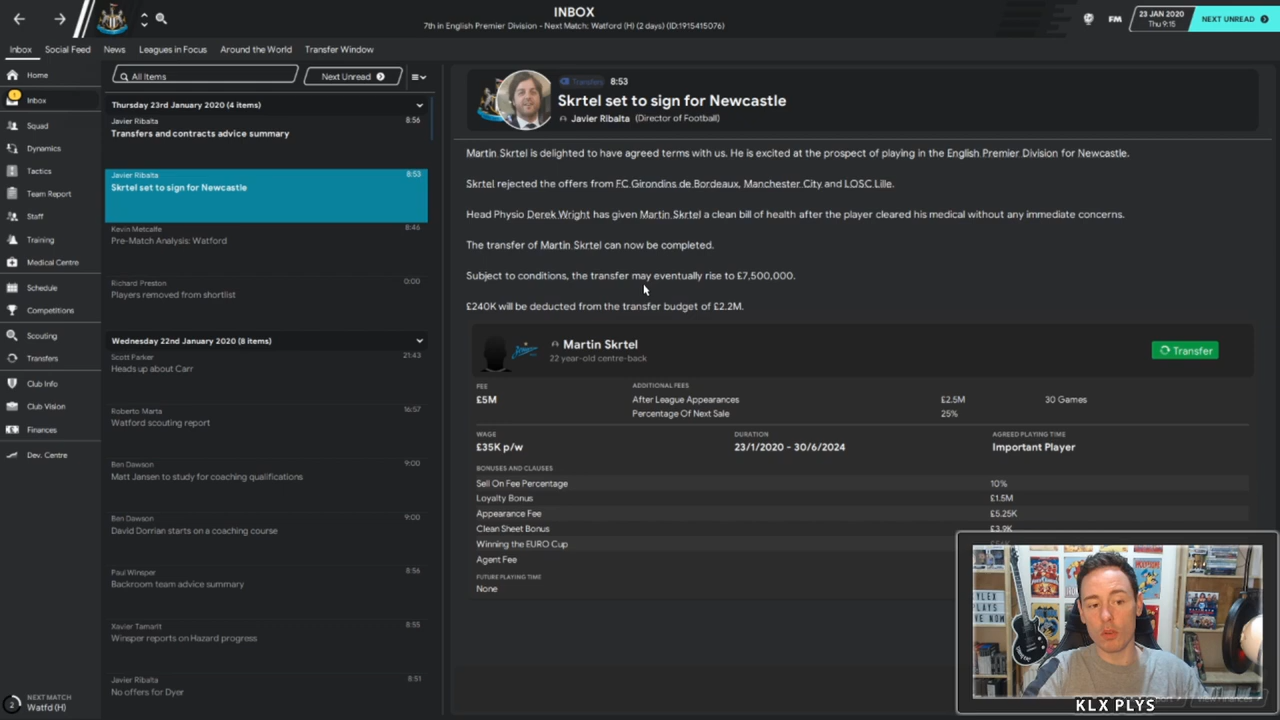 INBOX
7th in English Premier Division - Next Match: Watford (H) (2 days) (ID:1915415076)
FM
23 JAN 2020
Thu 9:15
NEXT UNREAD
Inbox
Social Feed
News
Leagues in Focus
Around the World
Transfer Window
Home
Inbox
Squad
Dynamics
Tactics
Team Report
Staff
Training
Medical Centre
Schedule
Competitions
Scouting
Transfers
Club Info
Club Vision
Finances
Dev. Centre
2
NEXT MATCH
Watfd (H)
All Items
Next Unread
Thursday 23rd January 2020 (4 items)
Javier Ribalta 8:56
Transfers and contracts advice summary
Javier Ribalta 8:53
Skrtel set to sign for Newcastle
Kevin Metcalfe 8:46
Pre-Match Analysis: Watford
Richard Preston 0:00
Players removed from shortlist
Wednesday 22nd January 2020 (8 items)
Scott Parker 21:43
Heads up about Carr
Roberto Marta 16:57
Watford scouting report
Ben Dawson 9:00
Matt Jansen to study for coaching qualifications
Ben Dawson 9:00
David Dorrian starts on a coaching course
Paul Winsper 8:56
Backroom team advice summary
Xavier Tamarit 8:55
Winsper reports on Hazard progress
Javier Ribalta 8:51
No offers for Dyer
Transfers 8:53
Skrtel set to sign for Newcastle
Javier Ribalta (Director of Football)
Martin Skrtel is delighted to have agreed terms with us. He is excited at the prospect of playing in the English Premier Division for Newcastle.
Skrtel rejected the offers from FC Girondins de Bordeaux, Manchester City and LOSC Lille.
Head Physio Derek Wright has given Martin Skrtel a clean bill of health after the player cleared his medical without any immediate concerns.
The transfer of Martin Skrtel can now be completed.
Subject to conditions, the transfer may eventually rise to £7,500,000.
£240K will be deducted from the transfer budget of £2.2M.
Martin Skrtel
22 year-old centre-back
Transfer
FEE
£5M
ADDITIONAL FEES
After League Appearances £2.5M 30 Games
Percentage Of Next Sale 25%
WAGE
£35K p/w
DURATION
23/1/2020 - 30/6/2024
AGREED PLAYING TIME
Important Player
BONUSES AND CLAUSES
Sell On Fee Percentage 10%
Loyalty Bonus £1.5M
Appearance Fee £5.25K
Clean Sheet Bonus £3.9K
Winning the EURO Cup
Agent Fee
FUTURE PLAYING TIME
None
KLX PLYS